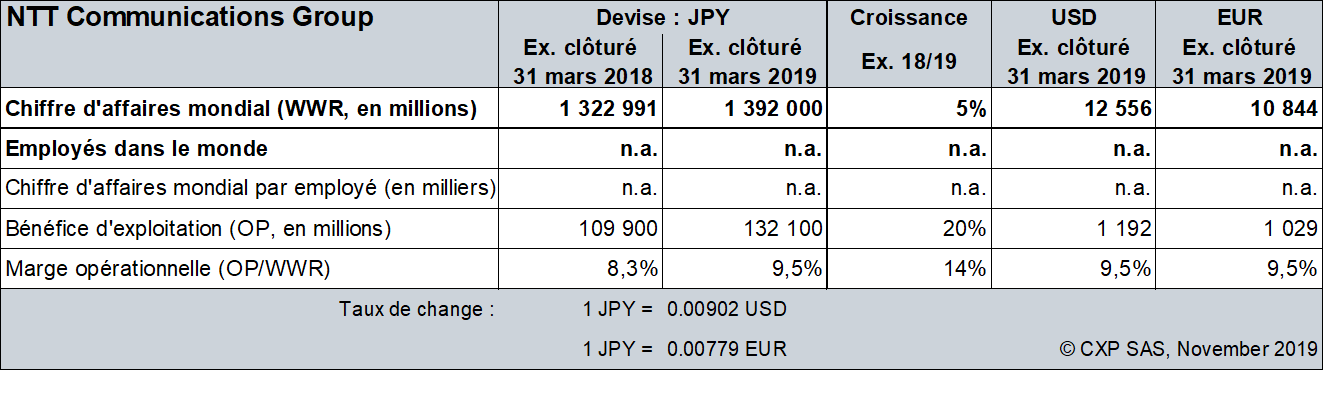 NTT Communications Group Devise : JPY Croissance USD EUR
Ex. clôturé Ex. clôturé Ex. 18/19 Ex. clôturé Ex. clôturé
31 mars 2018 31 mars 2019 31 mars 2019 31 mars 2019
Chiffre d'affaires mondial (WWR, en millions) 1 322 991 1 392 000 5% 12 556 10 844
Employés dans le monde n.a. n.a. n.a. n.a. n.a.
Chiffre d'affaires mondial par employé (en milliers) n.a. n.a. n.a. n.a. n.a.
Bénéfice d'exploitation (OP, en millions) 109 900 132 100 20% 1 192 1 029
Marge opérationnelle (OP/WWR) 8,3% 9,5% 14% 9,5% 9,5%
Taux de change : 1 JPY = 0.00902 USD
1 JPY = 0.00779 EUR © CXP SAS, November 2019